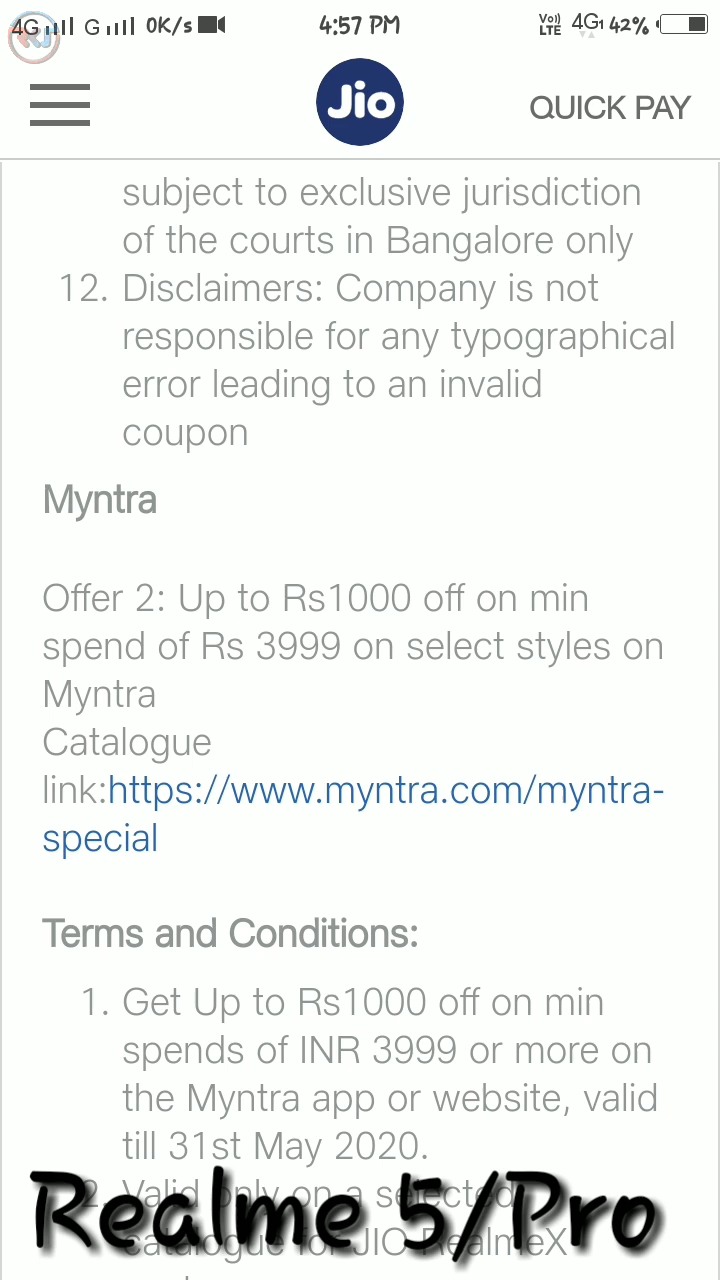 4G G 0K/s 4:57 PM Vo)) LTE 4G 42%
Jio QUICK PAY
subject to exclusive jurisdiction
of the courts in Bangalore only
12. Disclaimers: Company is not
responsible for any typographical
error leading to an invalid
coupon
Myntra
Offer 2: Up to Rs1000 off on min
spend of Rs 3999 on select styles on
Myntra
Catalogue
link:https://www.myntra.com/myntra-
special
Terms and Conditions:
1. Get Up to Rs1000 off on min
spends of INR 3999 or more on
the Myntra app or website, valid
till 31st May 2020.
2. Valid only on a selected
Realme 5/Pro
catalogue for JIO RealmeX